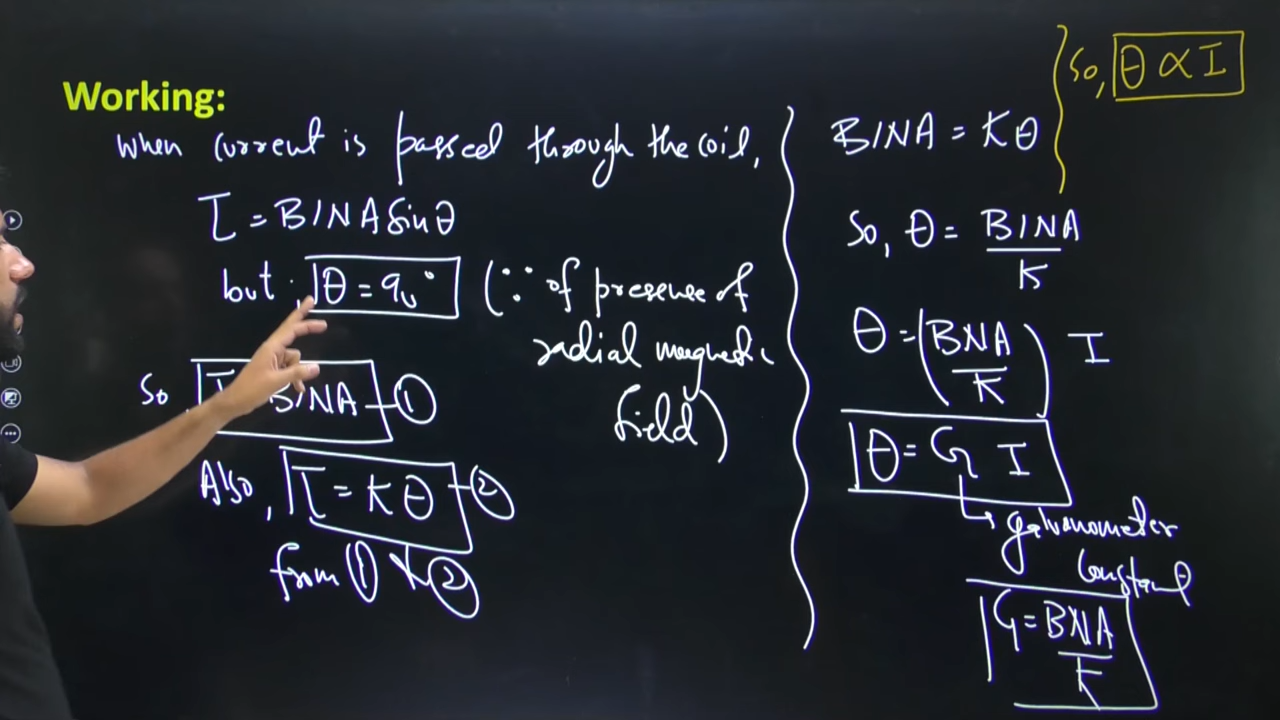 Working:
When current is passed through the coil,
τ = BINA sinθ
but θ = 90° (∵ of presence of
radial magnetic
field)
So τ = BINA — ①
Also, τ = Kθ — ②
from ① & ②
BINA = Kθ
So, θ = BINA/K
θ = (BNA/K) I
θ = G I
↳ galvanometer
constant
G = BNA/K
So, θ ∝ I